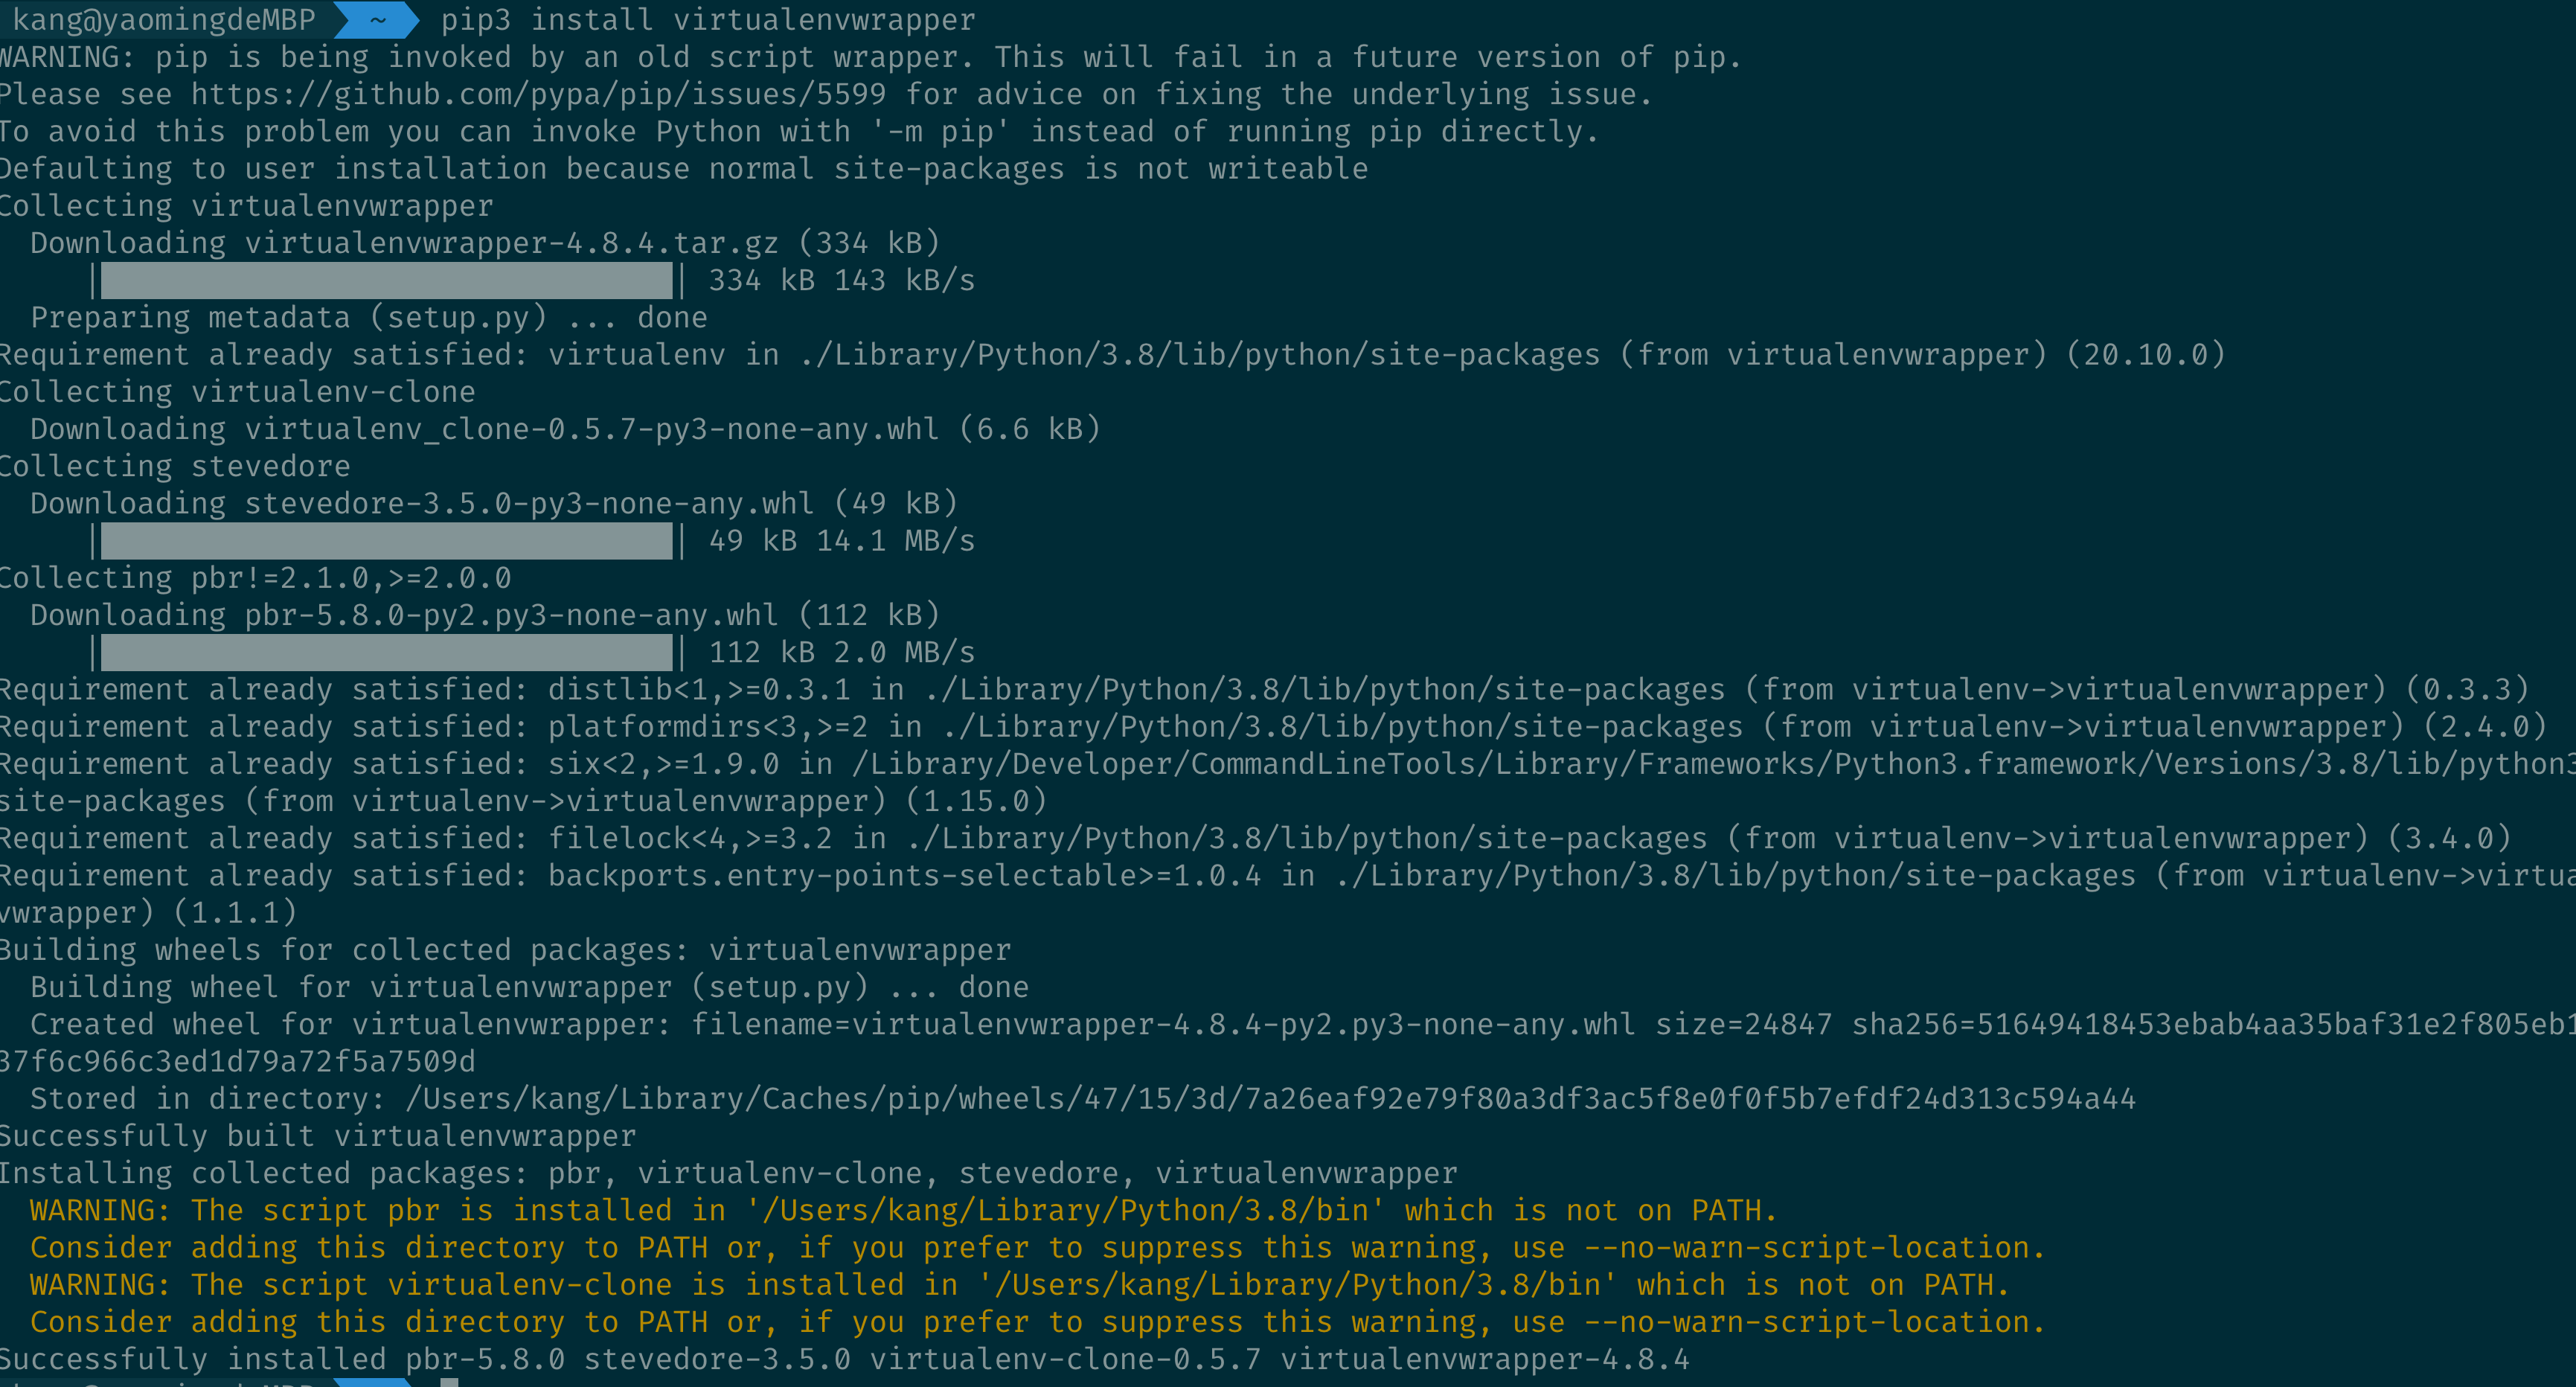 kang@yaomingdeMBP ~ pip3 install virtualenvwrapper
WARNING: pip is being invoked by an old script wrapper. This will fail in a future version of pip.
Please see https://github.com/pypa/pip/issues/5599 for advice on fixing the underlying issue.
To avoid this problem you can invoke Python with '-m pip' instead of running pip directly.
Defaulting to user installation because normal site-packages is not writeable
Collecting virtualenvwrapper
  Downloading virtualenvwrapper-4.8.4.tar.gz (334 kB)
     |████████████████████████████████| 334 kB 143 kB/s
  Preparing metadata (setup.py) ... done
Requirement already satisfied: virtualenv in ./Library/Python/3.8/lib/python/site-packages (from virtualenvwrapper) (20.10.0)
Collecting virtualenv-clone
  Downloading virtualenv_clone-0.5.7-py3-none-any.whl (6.6 kB)
Collecting stevedore
  Downloading stevedore-3.5.0-py3-none-any.whl (49 kB)
     |████████████████████████████████| 49 kB 14.1 MB/s
Collecting pbr!=2.1.0,>=2.0.0
  Downloading pbr-5.8.0-py2.py3-none-any.whl (112 kB)
     |████████████████████████████████| 112 kB 2.0 MB/s
Requirement already satisfied: distlib<1,>=0.3.1 in ./Library/Python/3.8/lib/python/site-packages (from virtualenv->virtualenvwrapper) (0.3.3)
Requirement already satisfied: platformdirs<3,>=2 in ./Library/Python/3.8/lib/python/site-packages (from virtualenv->virtualenvwrapper) (2.4.0)
Requirement already satisfied: six<2,>=1.9.0 in /Library/Developer/CommandLineTools/Library/Frameworks/Python3.framework/Versions/3.8/lib/python3
site-packages (from virtualenv->virtualenvwrapper) (1.15.0)
Requirement already satisfied: filelock<4,>=3.2 in ./Library/Python/3.8/lib/python/site-packages (from virtualenv->virtualenvwrapper) (3.4.0)
Requirement already satisfied: backports.entry-points-selectable>=1.0.4 in ./Library/Python/3.8/lib/python/site-packages (from virtualenv->virtua
vwrapper) (1.1.1)
Building wheels for collected packages: virtualenvwrapper
  Building wheel for virtualenvwrapper (setup.py) ... done
  Created wheel for virtualenvwrapper: filename=virtualenvwrapper-4.8.4-py2.py3-none-any.whl size=24847 sha256=51649418453ebab4aa35baf31e2f805eb1
37f6c966c3ed1d79a72f5a7509d
  Stored in directory: /Users/kang/Library/Caches/pip/wheels/47/15/3d/7a26eaf92e79f80a3df3ac5f8e0f0f5b7efdf24d313c594a44
Successfully built virtualenvwrapper
Installing collected packages: pbr, virtualenv-clone, stevedore, virtualenvwrapper
  WARNING: The script pbr is installed in '/Users/kang/Library/Python/3.8/bin' which is not on PATH.
  Consider adding this directory to PATH or, if you prefer to suppress this warning, use --no-warn-script-location.
  WARNING: The script virtualenv-clone is installed in '/Users/kang/Library/Python/3.8/bin' which is not on PATH.
  Consider adding this directory to PATH or, if you prefer to suppress this warning, use --no-warn-script-location.
Successfully installed pbr-5.8.0 stevedore-3.5.0 virtualenv-clone-0.5.7 virtualenvwrapper-4.8.4